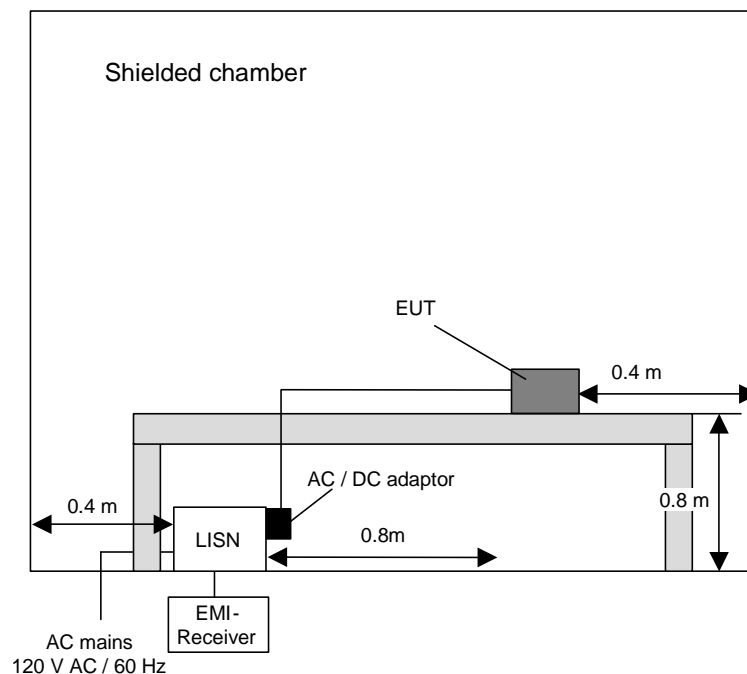 Shielded chamber
EUT
0.4 m
AC / DC adaptor
0.4 m
0.8 m
LISN
0.8m
EMI-
Receiver
AC mains
120 V AC / 60 Hz